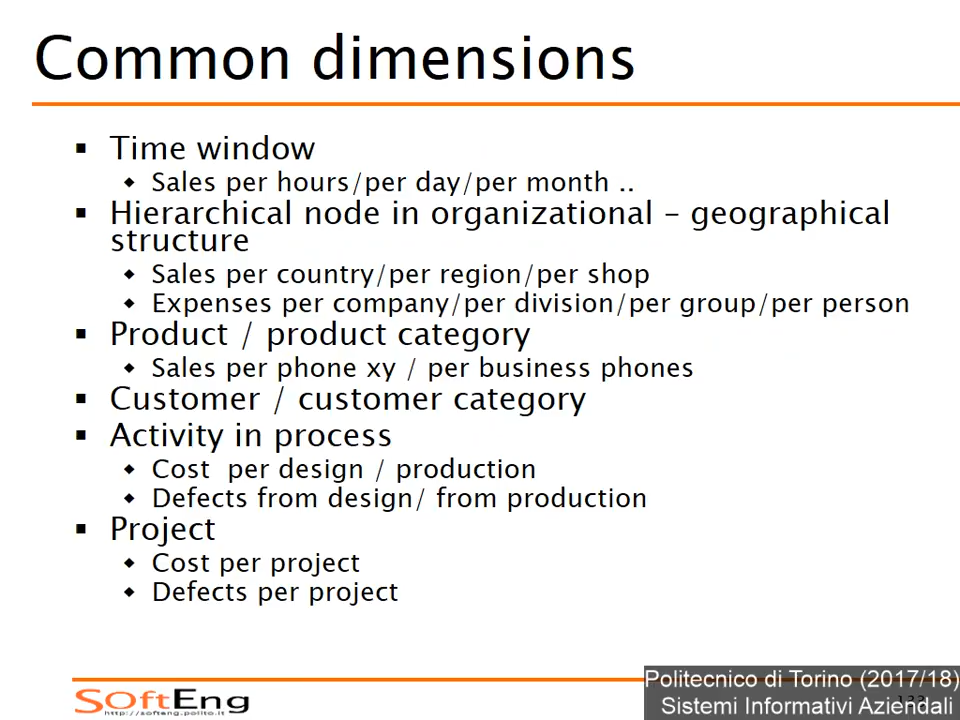 Common dimensions
▪ Time window
◆ Sales per hours/per day/per month ..
▪ Hierarchical node in organizational – geographical
structure
◆ Sales per country/per region/per shop
◆ Expenses per company/per division/per group/per person
▪ Product / product category
◆ Sales per phone xy / per business phones
▪ Customer / customer category
▪ Activity in process
◆ Cost  per design / production
◆ Defects from design/ from production
▪ Project
◆ Cost per project
◆ Defects per project
SOftEng
http://softeng.polito.it
Politecnico di Torino (2017/18)
Sistemi Informativi Aziendali